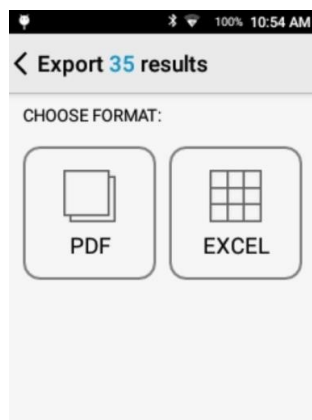 100% 10:54 AM
Export 35 results
CHOOSE FORMAT:
PDF EXCEL